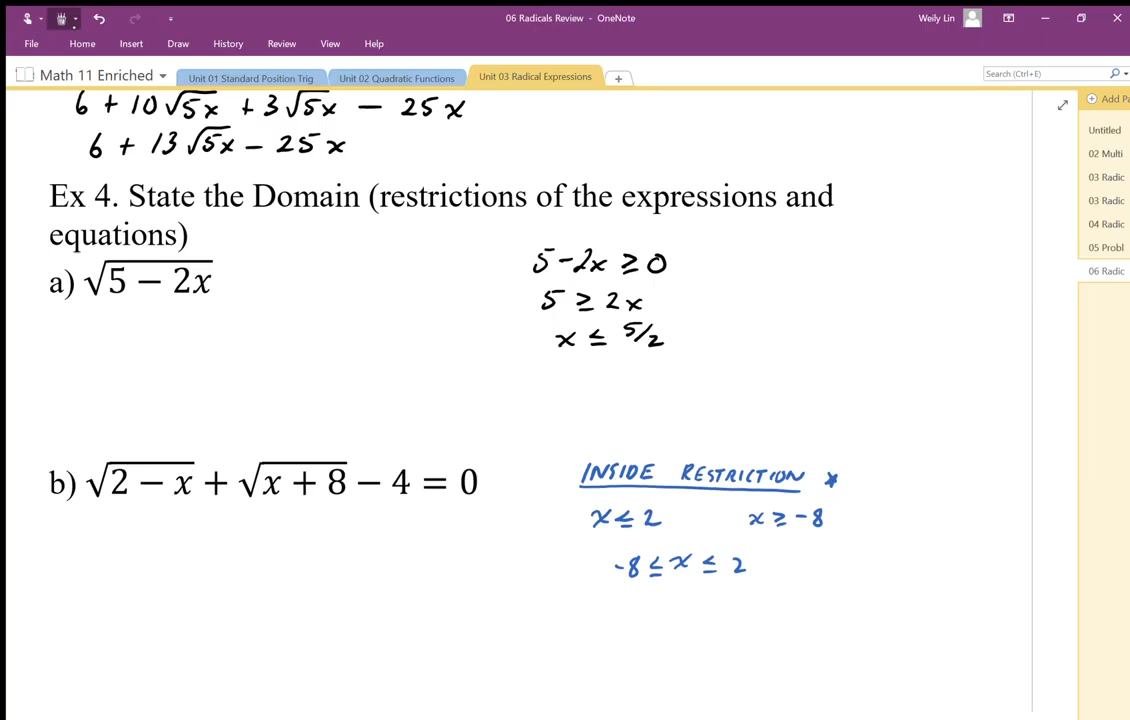 06 Radicals Review - OneNote
Weily Lin
File Home Insert Draw History Review View Help
Math 11 Enriched
Unit 01 Standard Position Trig
Unit 02 Quadratic Functions
Unit 03 Radical Expressions
Search (Ctrl+E)
Add Pa
Untitled
02 Multi
03 Radic
03 Radic
04 Radic
05 Probl
06 Radic
6 + 10√5x + 3√5x - 25x
6 + 13√5x - 25x
Ex 4. State the Domain (restrictions of the expressions and
equations)
a) √(5 − 2x)
5 - 2x ≥ 0
5 ≥ 2x
x ≤ 5/2
b) √(2 − x) + √(x + 8) − 4 = 0
INSIDE RESTRICTION *
x ≤ 2 x ≥ -8
-8 ≤ x ≤ 2